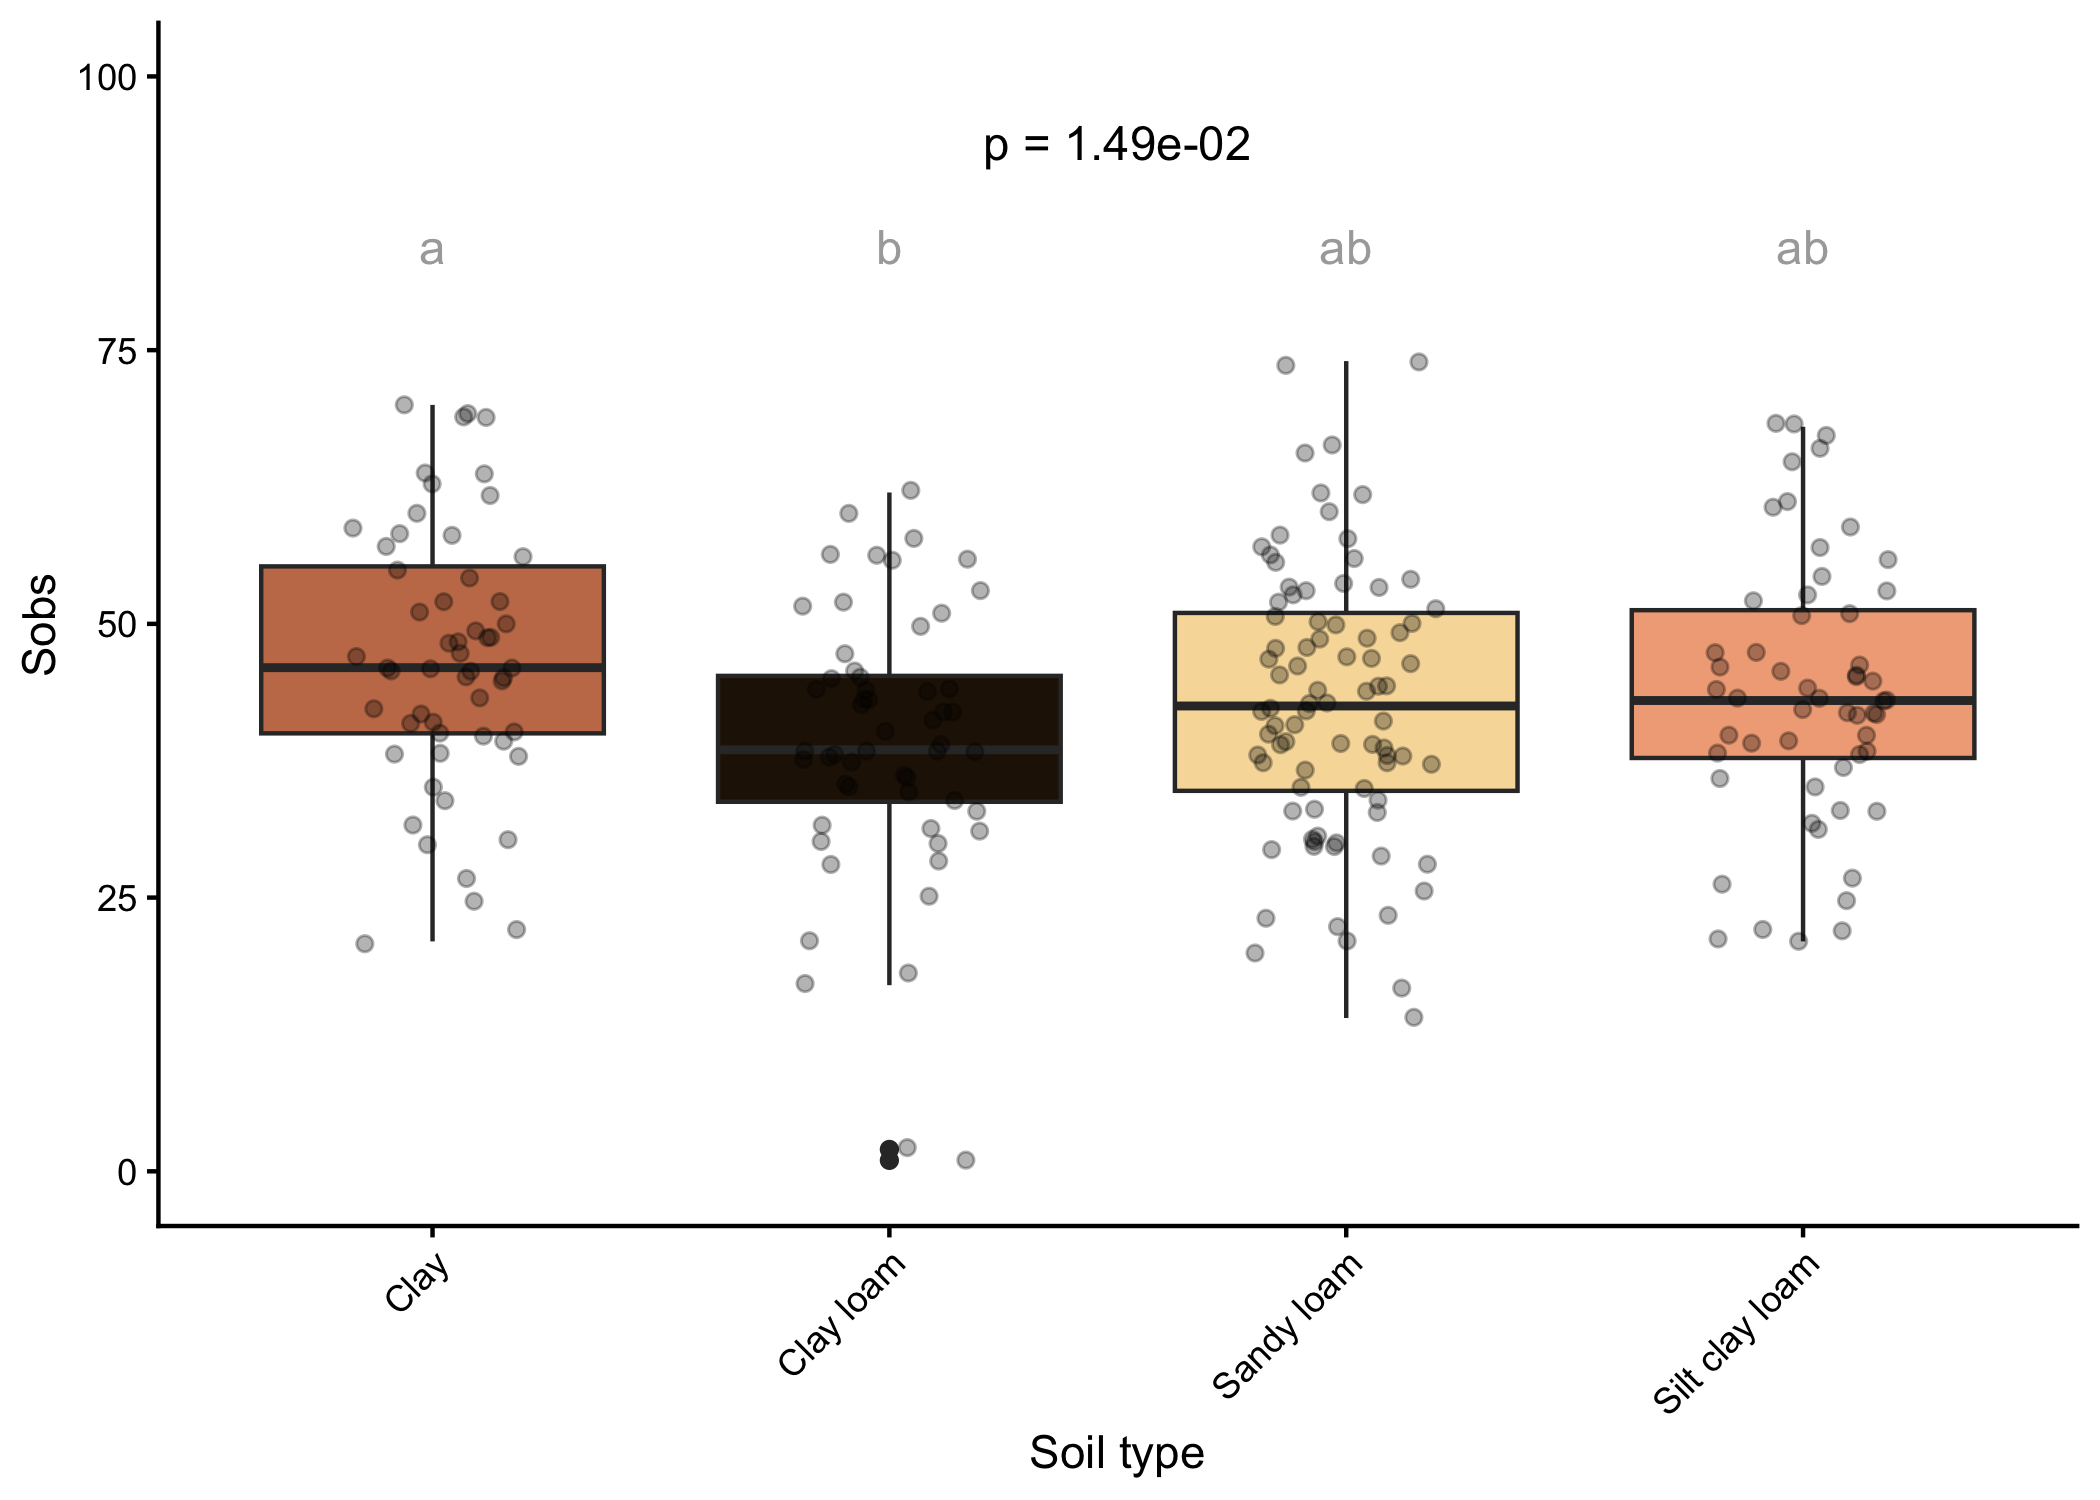 100
p = 1.49e-02
a b ab ab
75
Sobs
50
25
0
Clay
Clay loam
Sandy loam
Silt clay loam
Soil type